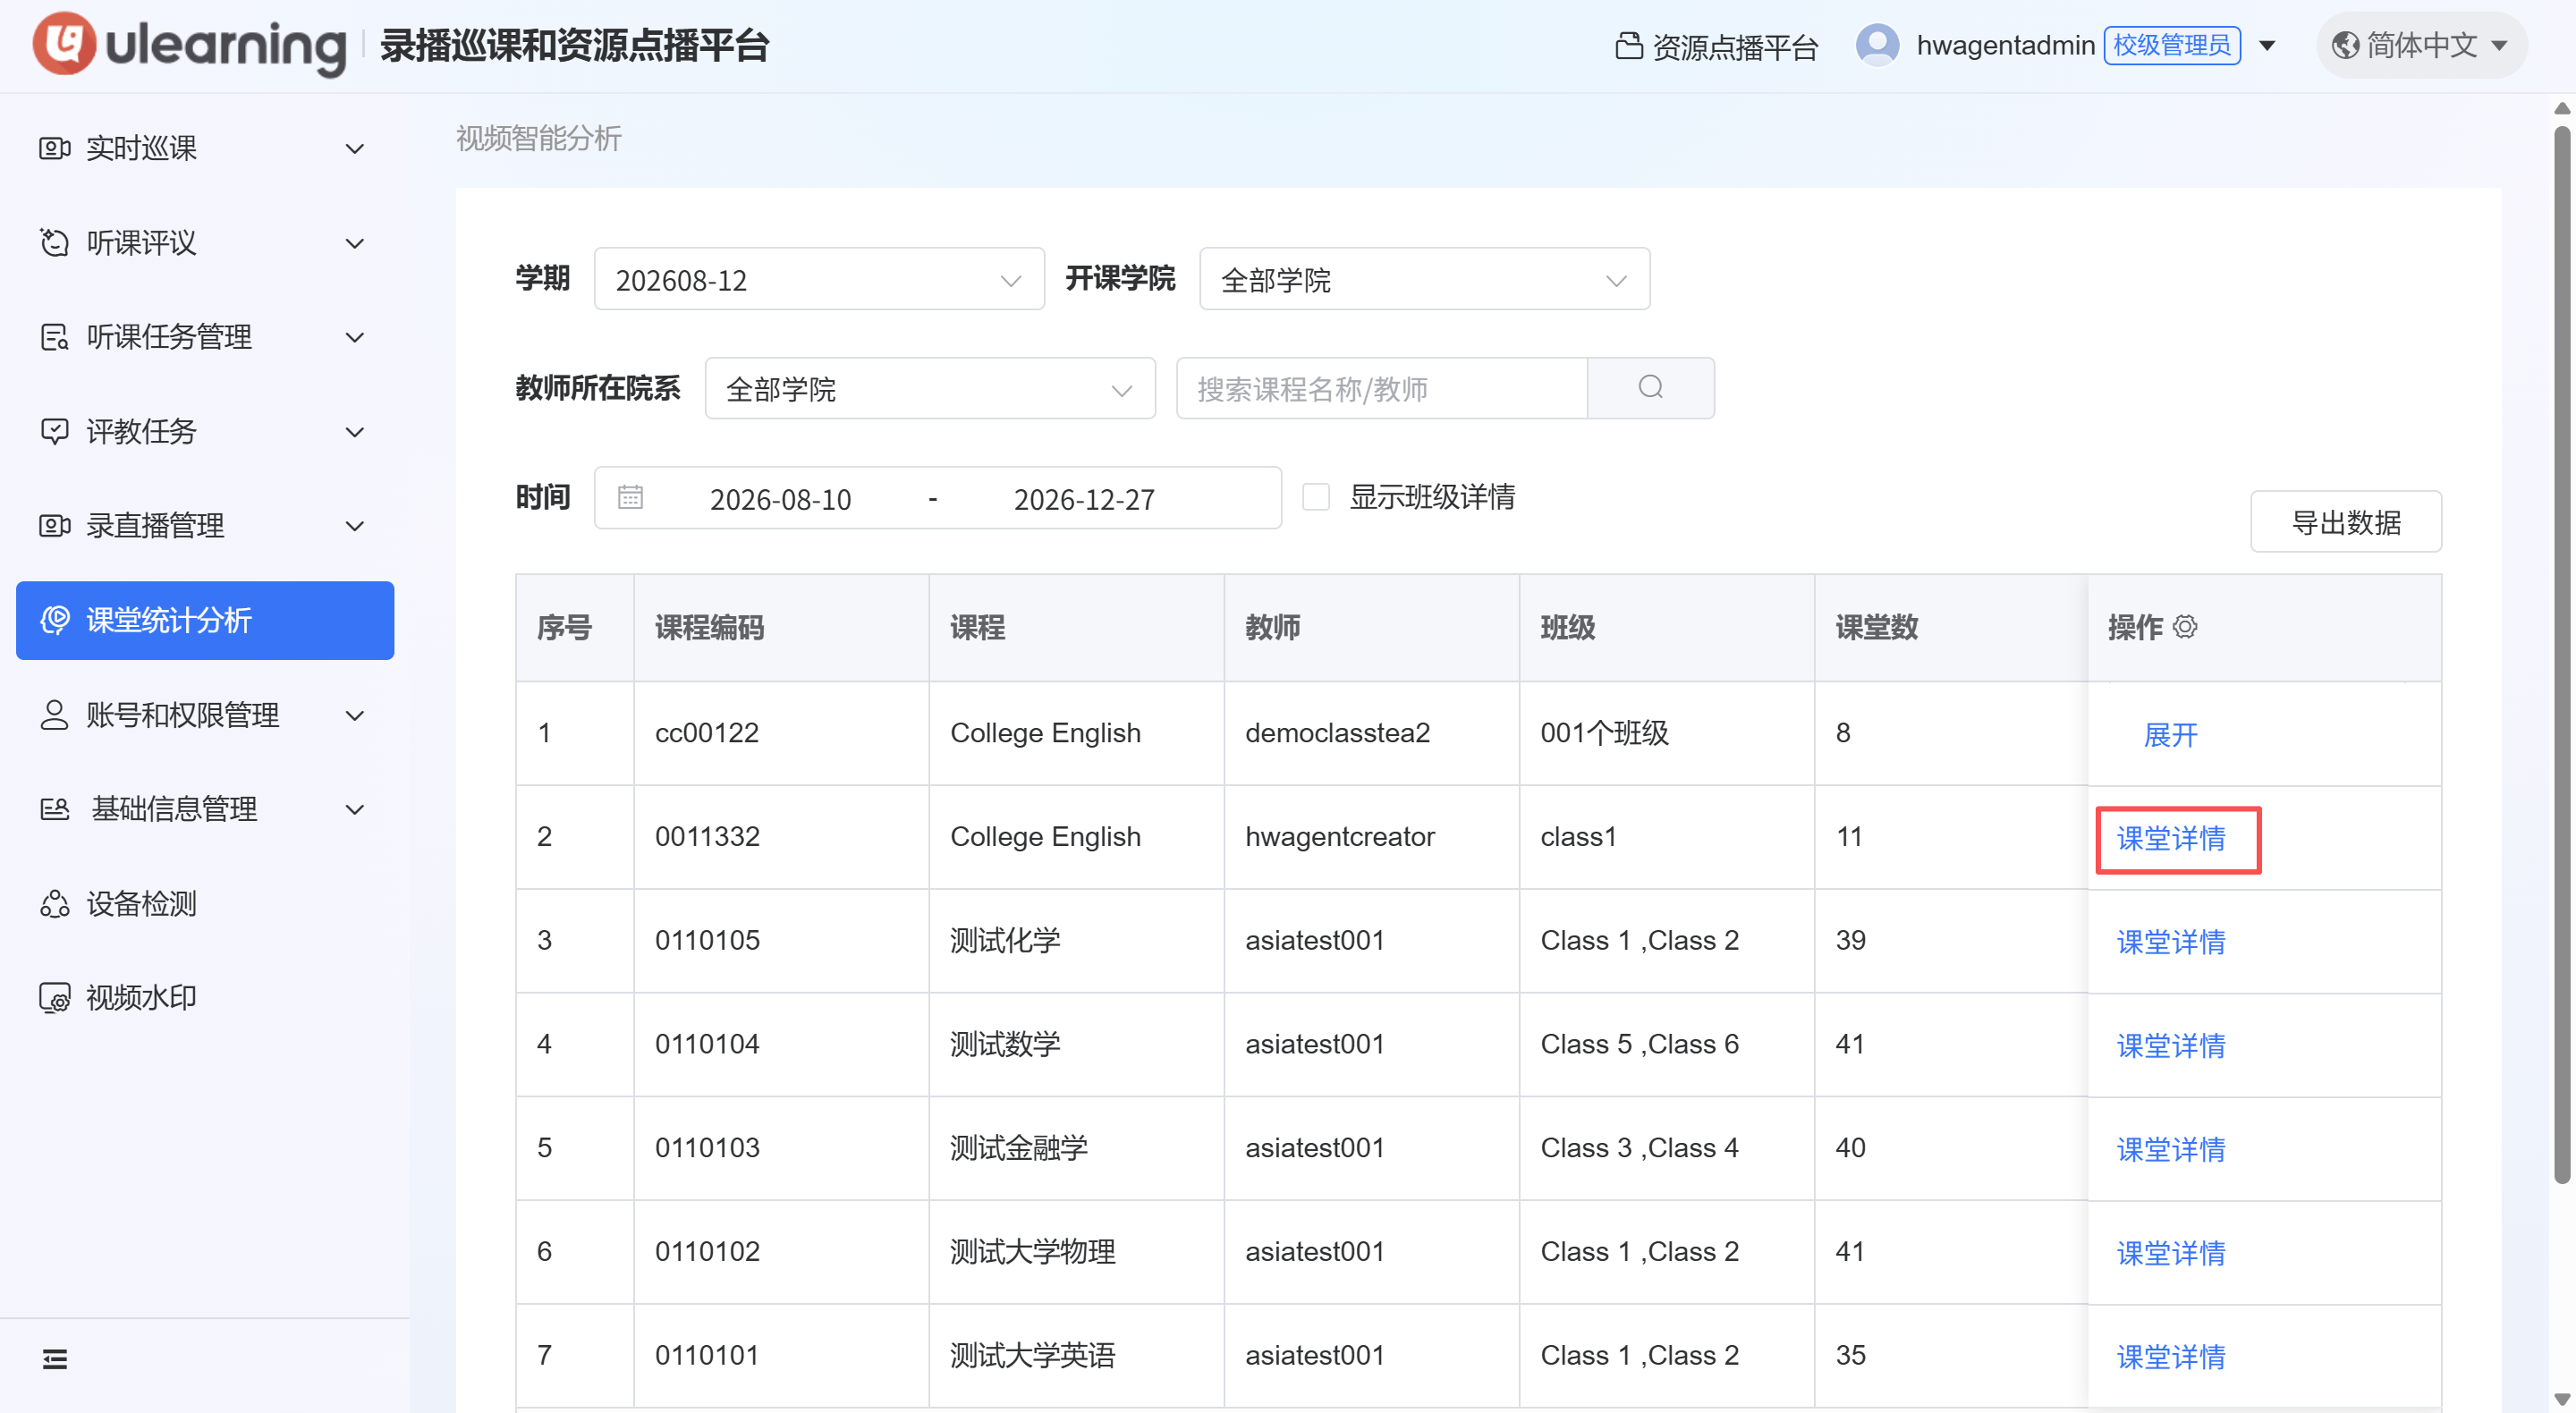 ulearning 录播巡课和资源点播平台 资源点播平台 hwagentadmin 校级管理员 简体中文
实时巡课
听课评议
听课任务管理
评教任务
录直播管理
课堂统计分析
账号和权限管理
基础信息管理
设备检测
视频水印
视频智能分析
学期 202608-12 开课学院 全部学院
教师所在院系 全部学院 搜索课程名称/教师
时间 2026-08-10 - 2026-12-27 显示班级详情
导出数据
序号 课程编码 课程 教师 班级 课堂数 操作
1 cc00122 College English democlasstea2 001个班级 8 展开
2 0011332 College English hwagentcreator class1 11 课堂详情
3 0110105 测试化学 asiatest001 Class 1 ,Class 2 39 课堂详情
4 0110104 测试数学 asiatest001 Class 5 ,Class 6 41 课堂详情
5 0110103 测试金融学 asiatest001 Class 3 ,Class 4 40 课堂详情
6 0110102 测试大学物理 asiatest001 Class 1 ,Class 2 41 课堂详情
7 0110101 测试大学英语 asiatest001 Class 1 ,Class 2 35 课堂详情